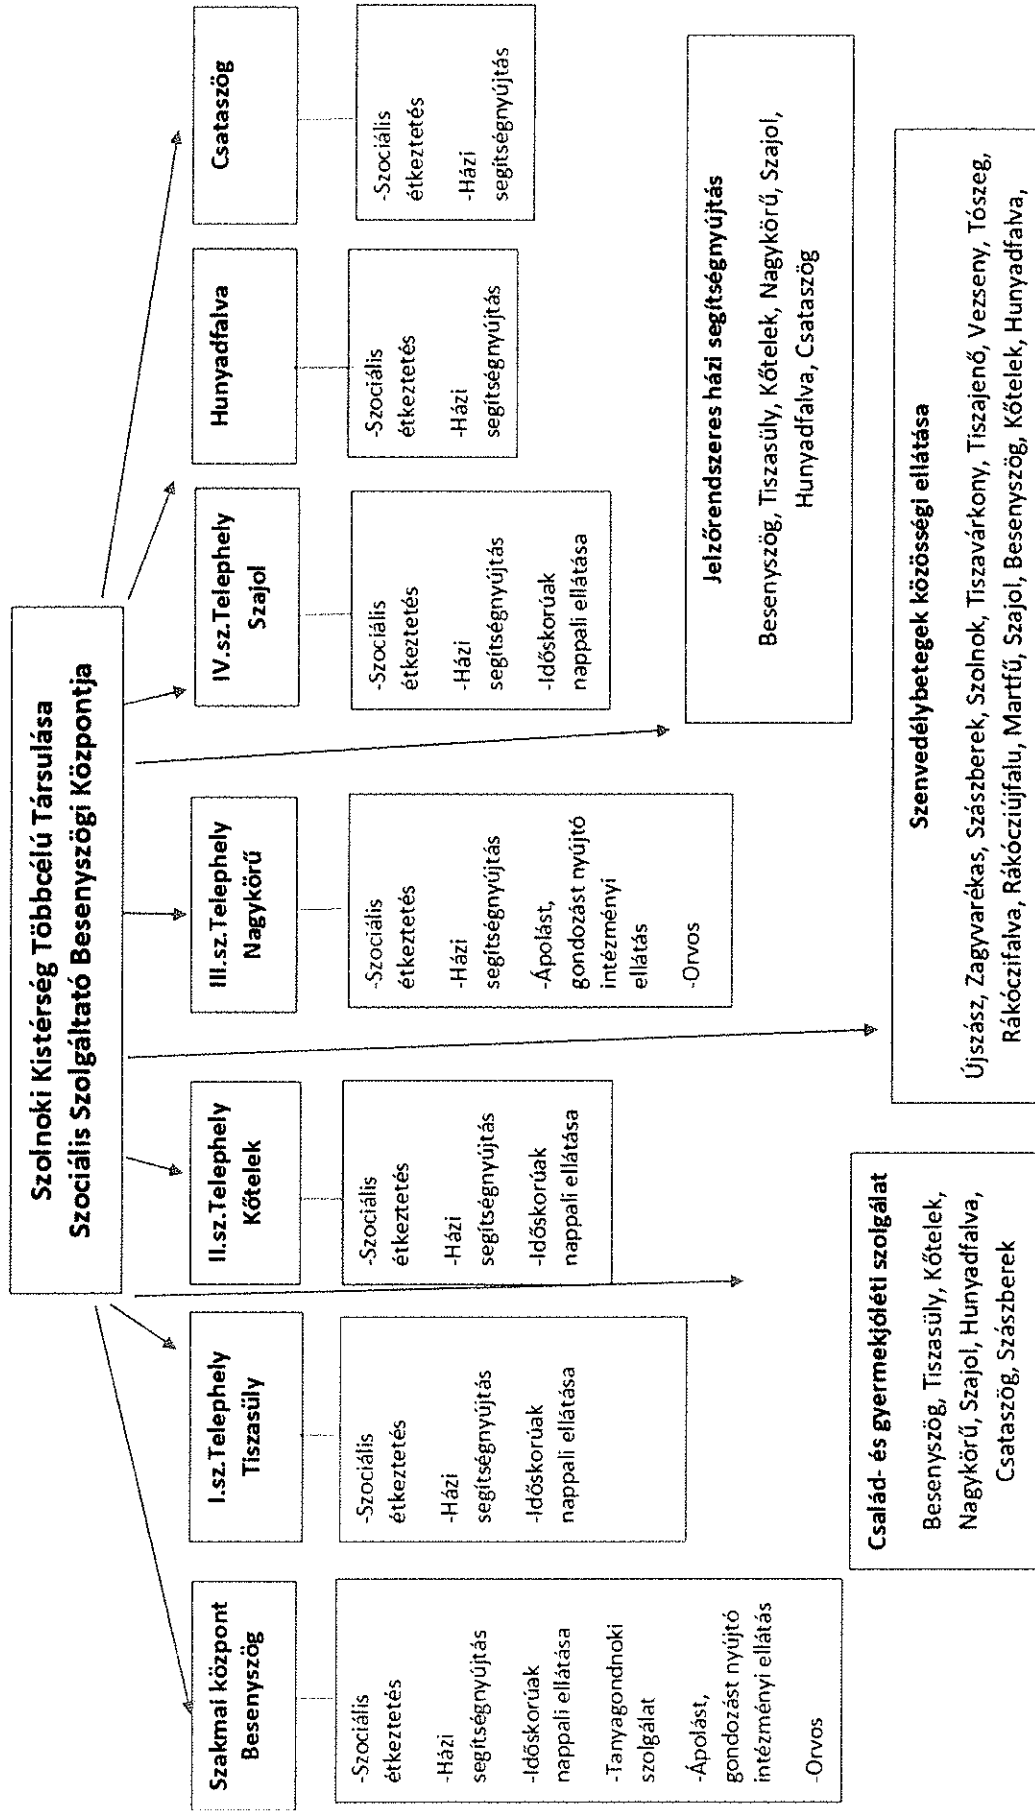 Szolnoki Kistérség Többcélú Társulása
Szociális Szolgáltató Besenyszögi Központja
Szakmai központ
Besenyszög
-Szociális
étkeztetés
-Házi
segítségnyújtás
-Időskorúak
nappali ellátása
-Tanyagondnoki
szolgálat
-Ápolást,
gondozást nyújtó
intézményi ellátás
-Orvos
I.sz.Telephely
Tiszasüly
-Szociális
étkeztetés
-Házi
segítségnyújtás
-Időskorúak
nappali ellátása
II.sz.Telephely
Kőtelek
-Szociális
étkeztetés
-Házi
segítségnyújtás
-Időskorúak
nappali ellátása
III.sz.Telephely
Nagykörű
-Szociális
étkeztetés
-Házi
segítségnyújtás
-Ápolást,
gondozást nyújtó
intézményi
ellátás
-Orvos
IV.sz.Telephely
Szajol
-Szociális
étkeztetés
-Házi
segítségnyújtás
-Időskorúak
nappali ellátása
Hunyadfalva
-Szociális
étkeztetés
-Házi
segítségnyújtás
Csataszög
-Szociális
étkeztetés
-Házi
segítségnyújtás
Jelzőrendszeres házi segítségnyújtás
Besenyszög, Tiszasüly, Kőtelek, Nagykörű, Szajol,
Hunyadfalva, Csataszög
Család- és gyermekjóléti szolgálat
Besenyszög, Tiszasüly, Kőtelek,
Nagykörű, Szajol, Hunyadfalva,
Csataszög, Szászberek
Szenvedélybetegek közösségi ellátása
Újszász, Zagyvarékas, Szászberek, Szolnok, Tiszavárkony, Tiszajenő, Vezseny, Tószeg,
Rákóczifalva, Rákócziújfalu, Martfű, Szajol, Besenyszög, Kőtelek, Hunyadfalva,